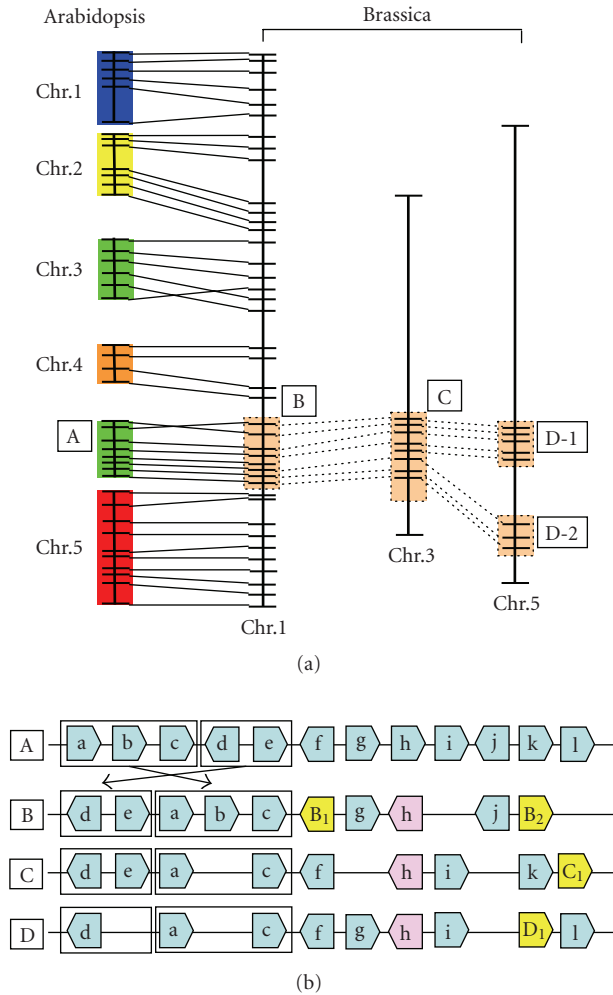 Arabidopsis Brassica
Chr.1
Chr.2
Chr.3
Chr.4
A B C D-1
Chr.5 D-2
Chr.1 Chr.3 Chr.5
(a)
A a b c d e f g h i j k l
B d e a b c B1 g h j B2
C d e a c f h i k C1
D d a c f g h i D1 l
(b)